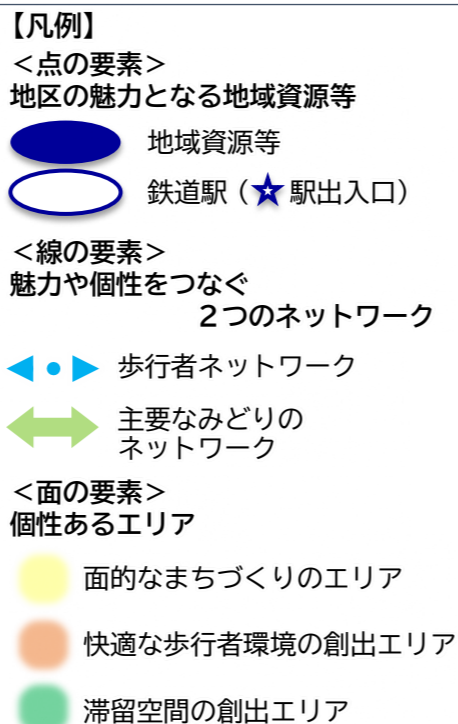 【凡例】
＜点の要素＞
地区の魅力となる地域資源等
地域資源等
鉄道駅（★駅出入口）
＜線の要素＞
魅力や個性をつなぐ
２つのネットワーク
歩行者ネットワーク
主要なみどりの
ネットワーク
＜面の要素＞
個性あるエリア
面的なまちづくりのエリア
快適な歩行者環境の創出エリア
滞留空間の創出エリア